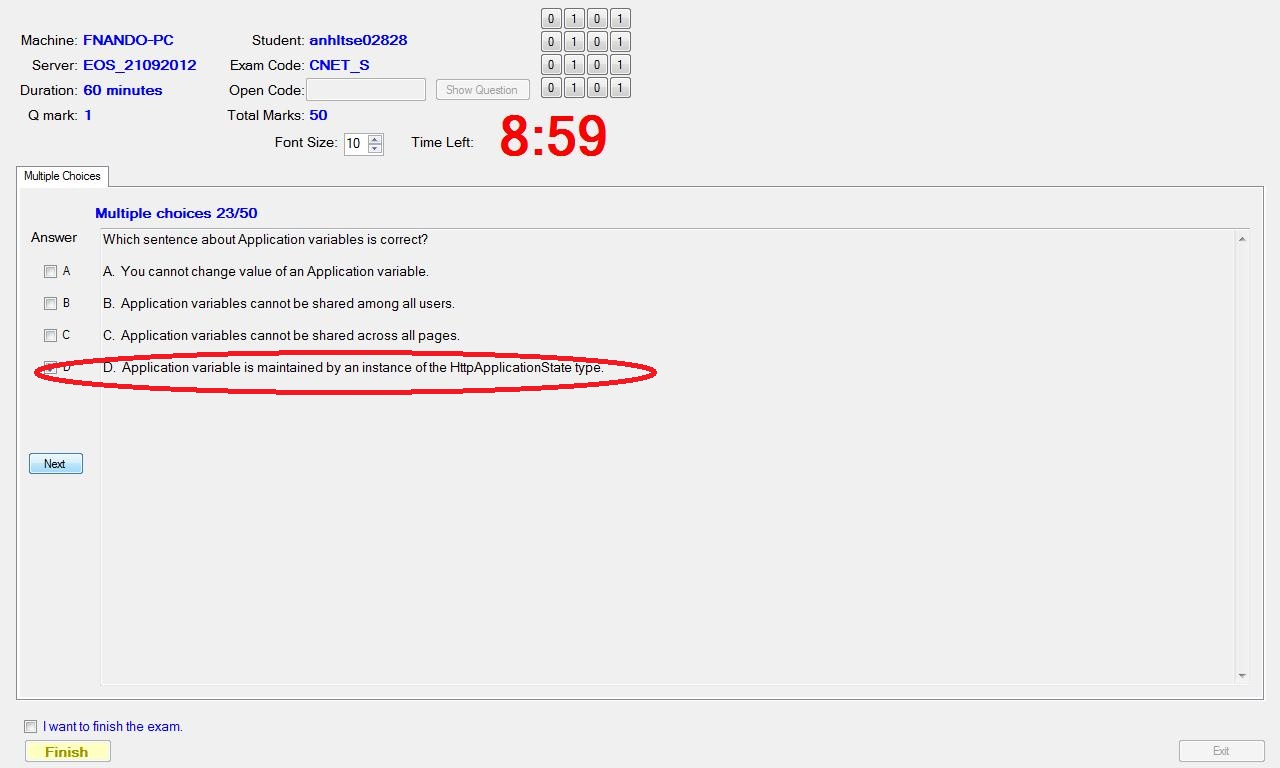 0 1 0 1
Machine: FNANDO-PC Student: anhltse02828
0 1 0 1
Server: EOS_21092012 Exam Code: CNET_S
0 1 0 1
Duration: 60 minutes Open Code: Show Question
0 1 0 1
Q mark: 1 Total Marks: 50
Font Size: 10 Time Left: 8:59
Multiple Choices
Multiple choices 23/50
Answer
Which sentence about Application variables is correct?
A A. You cannot change value of an Application variable.
B B. Application variables cannot be shared among all users.
C C. Application variables cannot be shared across all pages.
D D. Application variable is maintained by an instance of the HttpApplicationState type.
Next
I want to finish the exam.
Finish Exit